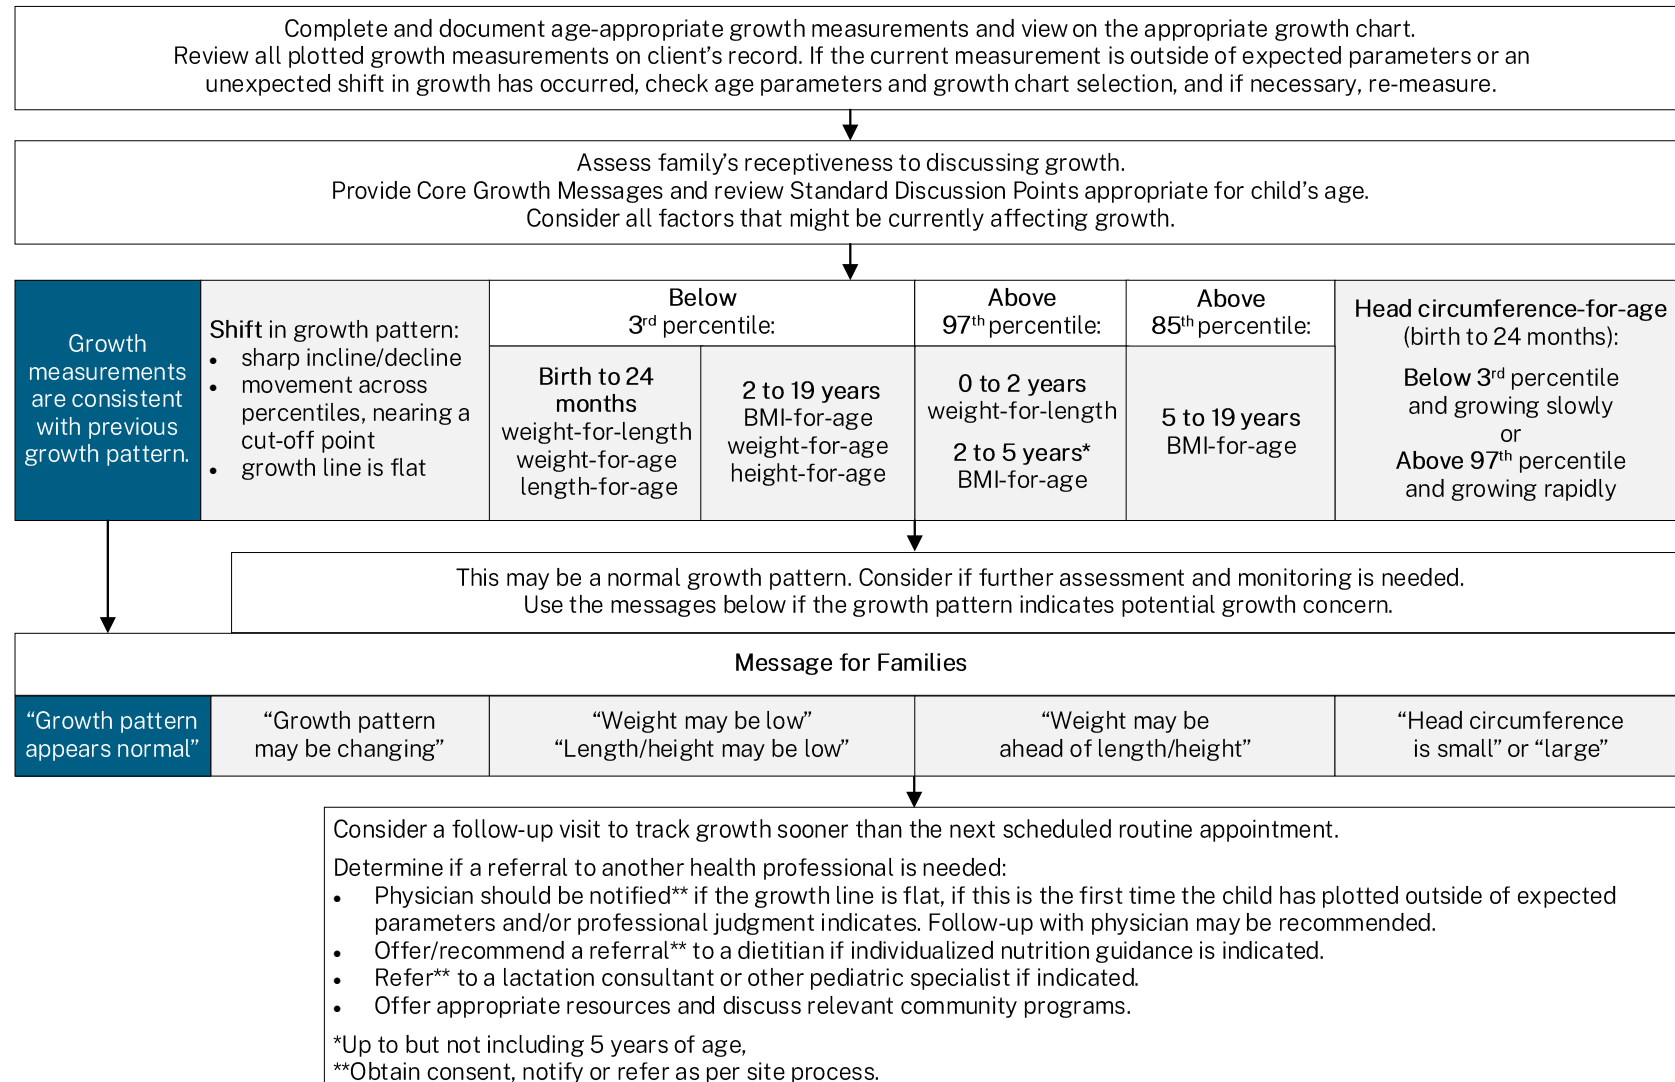 Complete and document age-appropriate growth measurements and view on the appropriate growth chart.
Review all plotted growth measurements on client’s record. If the current measurement is outside of expected parameters or an
unexpected shift in growth has occurred, check age parameters and growth chart selection, and if necessary, re-measure.
Assess family’s receptiveness to discussing growth.
Provide Core Growth Messages and review Standard Discussion Points appropriate for child’s age.
Consider all factors that might be currently affecting growth.
Growth
measurements
are consistent
with previous
growth pattern.
Shift in growth pattern:
• sharp incline/decline
• movement across
percentiles, nearing a
cut-off point
• growth line is flat
Below
3rd percentile:
Birth to 24
months
weight-for-length
weight-for-age
length-for-age
2 to 19 years
BMI-for-age
weight-for-age
height-for-age
Above
97th percentile:
0 to 2 years
weight-for-length
2 to 5 years*
BMI-for-age
Above
85th percentile:
5 to 19 years
BMI-for-age
Head circumference-for-age
(birth to 24 months):
Below 3rd percentile
and growing slowly
or
Above 97th percentile
and growing rapidly
This may be a normal growth pattern. Consider if further assessment and monitoring is needed.
Use the messages below if the growth pattern indicates potential growth concern.
Message for Families
“Growth pattern
appears normal”
“Growth pattern
may be changing”
“Weight may be low”
“Length/height may be low”
“Weight may be
ahead of length/height”
“Head circumference
is small” or “large”
Consider a follow-up visit to track growth sooner than the next scheduled routine appointment.
Determine if a referral to another health professional is needed:
• Physician should be notified** if the growth line is flat, if this is the first time the child has plotted outside of expected
parameters and/or professional judgment indicates. Follow-up with physician may be recommended.
• Offer/recommend a referral** to a dietitian if individualized nutrition guidance is indicated.
• Refer** to a lactation consultant or other pediatric specialist if indicated.
• Offer appropriate resources and discuss relevant community programs.
*Up to but not including 5 years of age,
**Obtain consent, notify or refer as per site process.